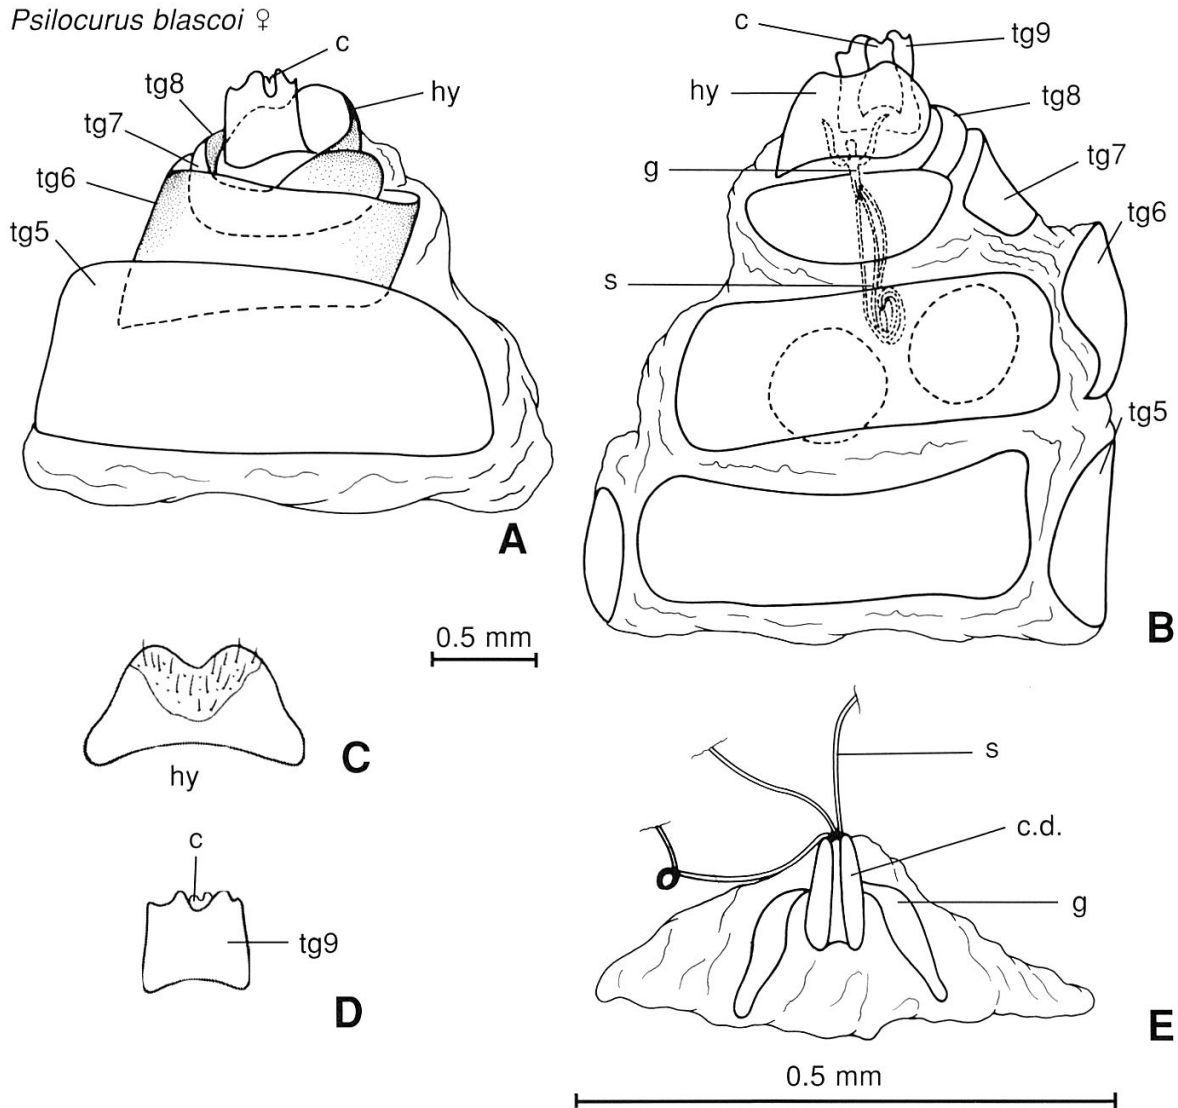 Psilocurus blascoi ♀
c
tg8
hy
tg7
tg6
tg5
A
c
tg9
hy
tg8
tg7
g
tg6
s
tg5
B
0.5 mm
C
hy
c
tg9
D
s
c.d.
g
E
0.5 mm